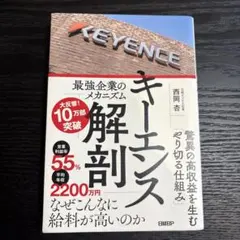 KEYENCE
最強企業のメカニズム
キーエンス解剖
西岡 杏
驚異の高収益を生む
やり切る仕組み
大反響!
10万部
突破
営業利益率
55%
平均年収
2200万円
なぜこんなに
給料が高いのか
日経BP